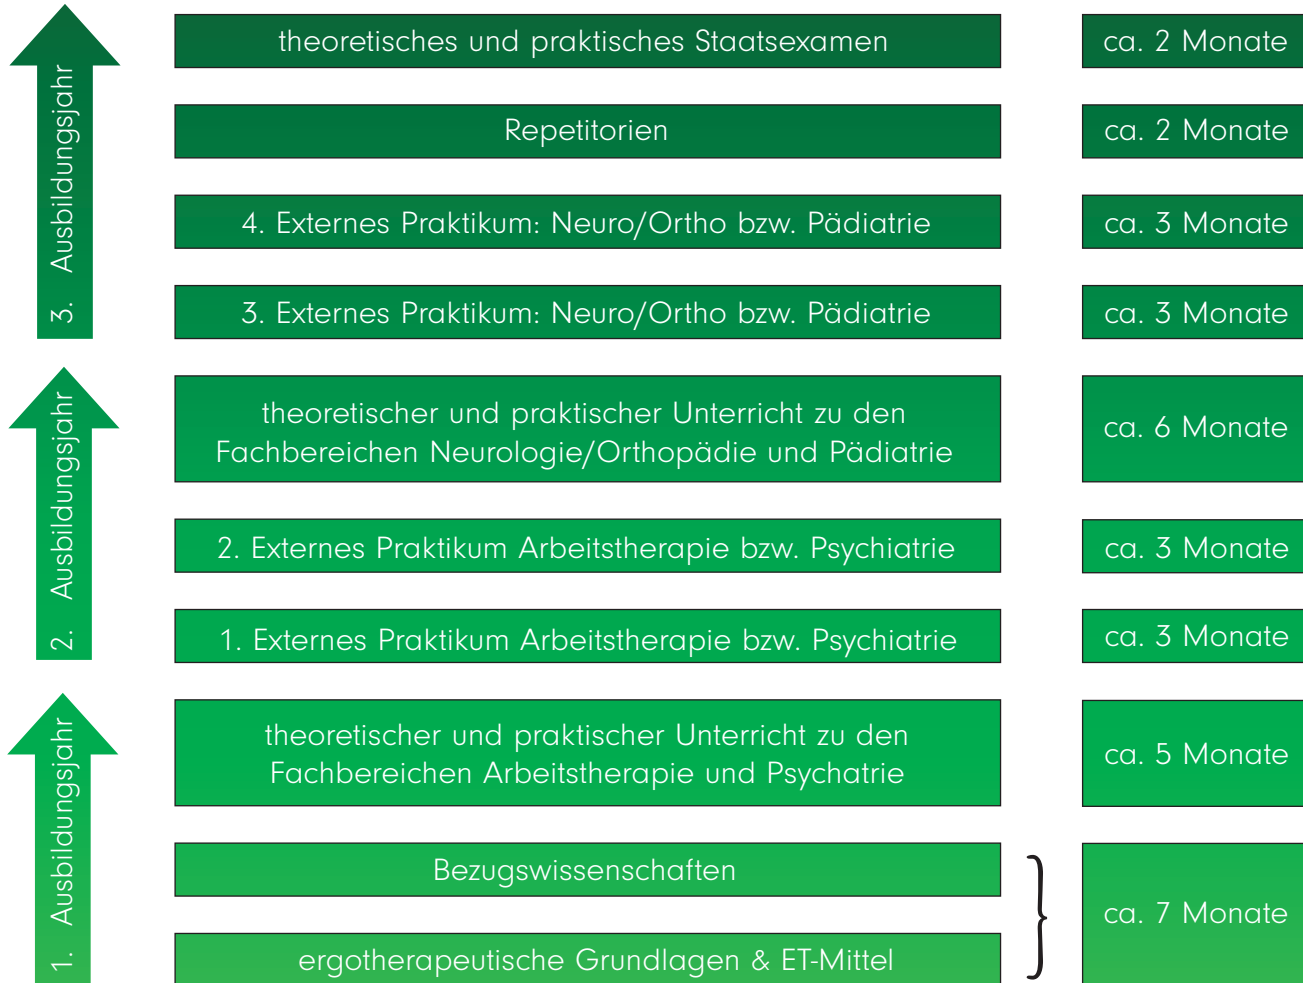 3. Ausbildungsjahr
theoretisches und praktisches Staatsexamen
ca. 2 Monate
Repetitorien
ca. 2 Monate
4. Externes Praktikum: Neuro/Ortho bzw. Pädiatrie
ca. 3 Monate
3. Externes Praktikum: Neuro/Ortho bzw. Pädiatrie
ca. 3 Monate
2. Ausbildungsjahr
theoretischer und praktischer Unterricht zu den
Fachbereichen Neurologie/Orthopädie und Pädiatrie
ca. 6 Monate
2. Externes Praktikum Arbeitstherapie bzw. Psychiatrie
ca. 3 Monate
1. Externes Praktikum Arbeitstherapie bzw. Psychiatrie
ca. 3 Monate
1. Ausbildungsjahr
theoretischer und praktischer Unterricht zu den
Fachbereichen Arbeitstherapie und Psychatrie
ca. 5 Monate
Bezugswissenschaften
ergotherapeutische Grundlagen & ET-Mittel
ca. 7 Monate